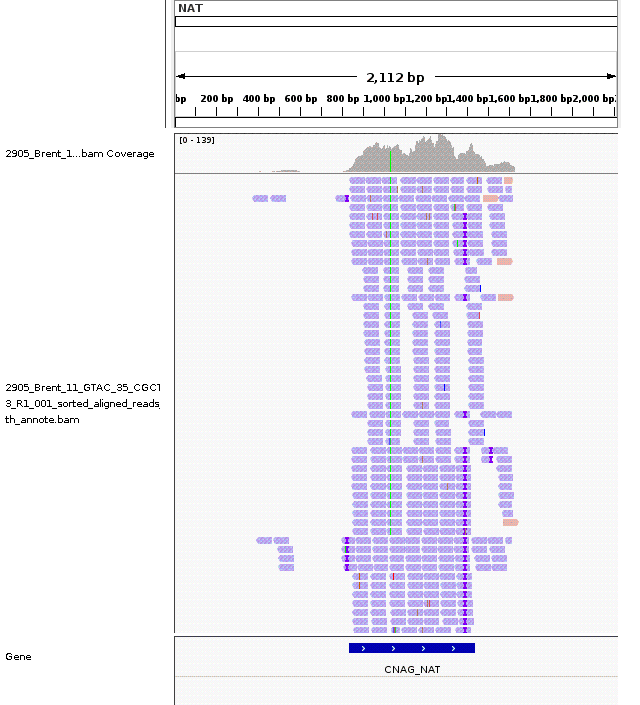 NAT
2,112 bp
bp 200 bp 400 bp 600 bp 800 bp 1,000 bp 1,200 bp 1,400 bp 1,600 bp 1,800 bp 2,000 bp
2905_Brent_1...bam Coverage
[0 - 139]
2905_Brent_11_GTAC_35_CGCT
3_R1_001_sorted_aligned_reads_
th_annote.bam
Gene
CNAG_NAT